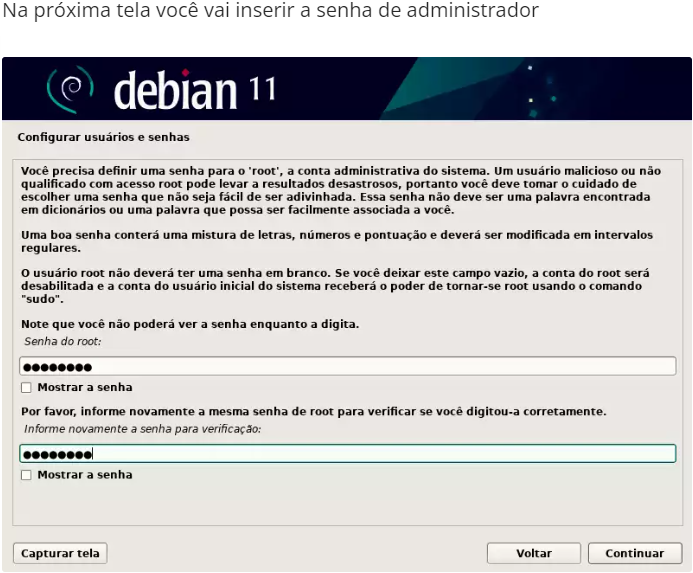 Na próxima tela você vai inserir a senha de administrador
debian 11
Configurar usuários e senhas
Você precisa definir uma senha para o 'root', a conta administrativa do sistema. Um usuário malicioso ou não
qualificado com acesso root pode levar a resultados desastrosos, portanto você deve tomar o cuidado de
escolher uma senha que não seja fácil de ser adivinhada. Essa senha não deve ser uma palavra encontrada
em dicionários ou uma palavra que possa ser facilmente associada a você.
Uma boa senha conterá uma mistura de letras, números e pontuação e deverá ser modificada em intervalos
regulares.
O usuário root não deverá ter uma senha em branco. Se você deixar este campo vazio, a conta do root será
desabilitada e a conta do usuário inicial do sistema receberá o poder de tornar-se root usando o comando
"sudo".
Note que você não poderá ver a senha enquanto a digita.
Senha do root:
●●●●●●●●
Mostrar a senha
Por favor, informe novamente a mesma senha de root para verificar se você digitou-a corretamente.
Informe novamente a senha para verificação:
●●●●●●●●
Mostrar a senha
Capturar tela
Voltar
Continuar